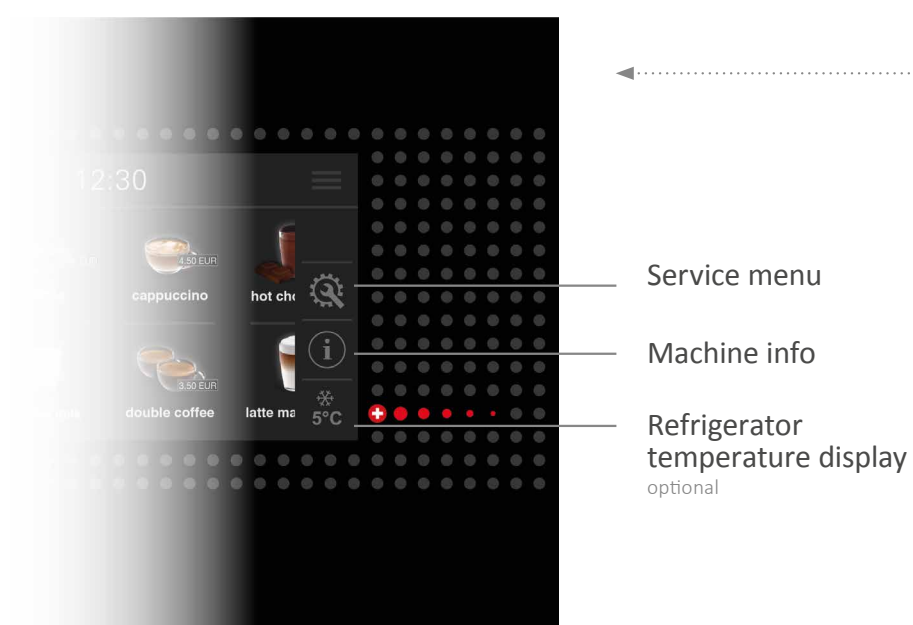 12:30
4.50 EUR
cappuccino
hot cho
3.50 EUR
double coffee
latte ma
5°C
Service menu
Machine info
Refrigerator
temperature display
optional